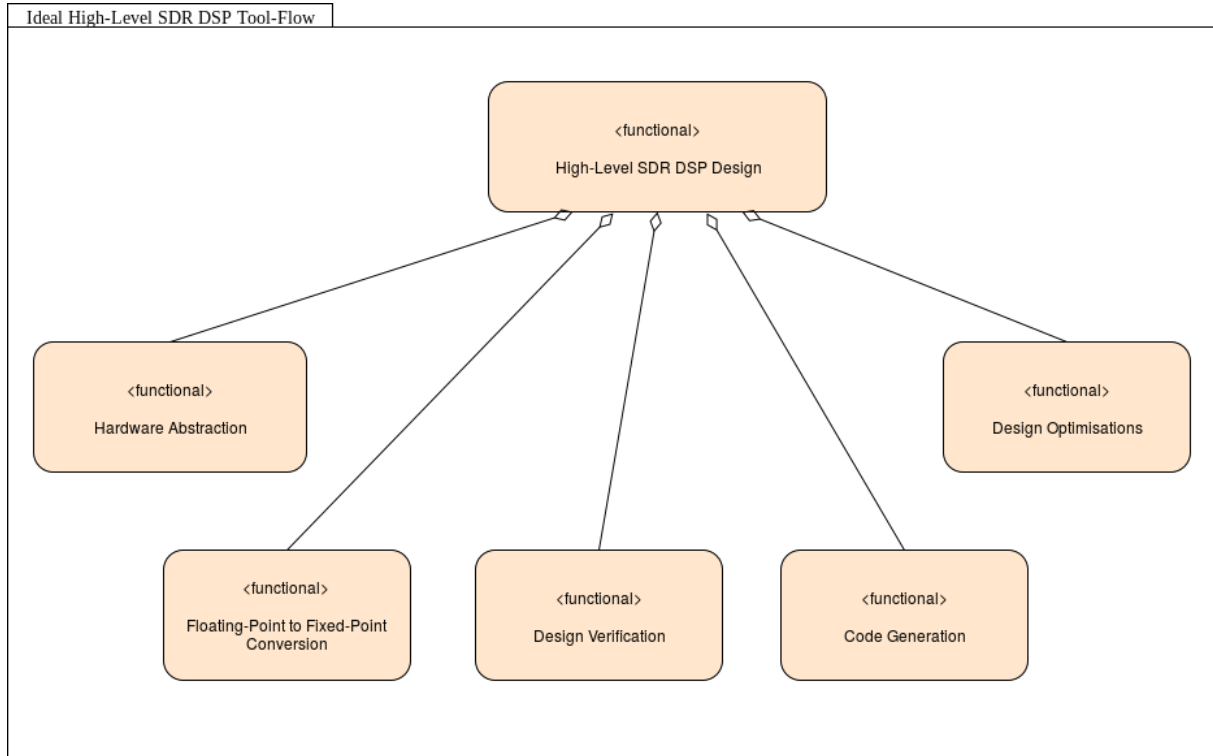 Ideal High-Level SDR DSP Tool-Flow
<functional>
High-Level SDR DSP Design
<functional>
Hardware Abstraction
<functional>
Design Optimisations
<functional>
Floating-Point to Fixed-Point
Conversion
<functional>
Design Verification
<functional>
Code Generation